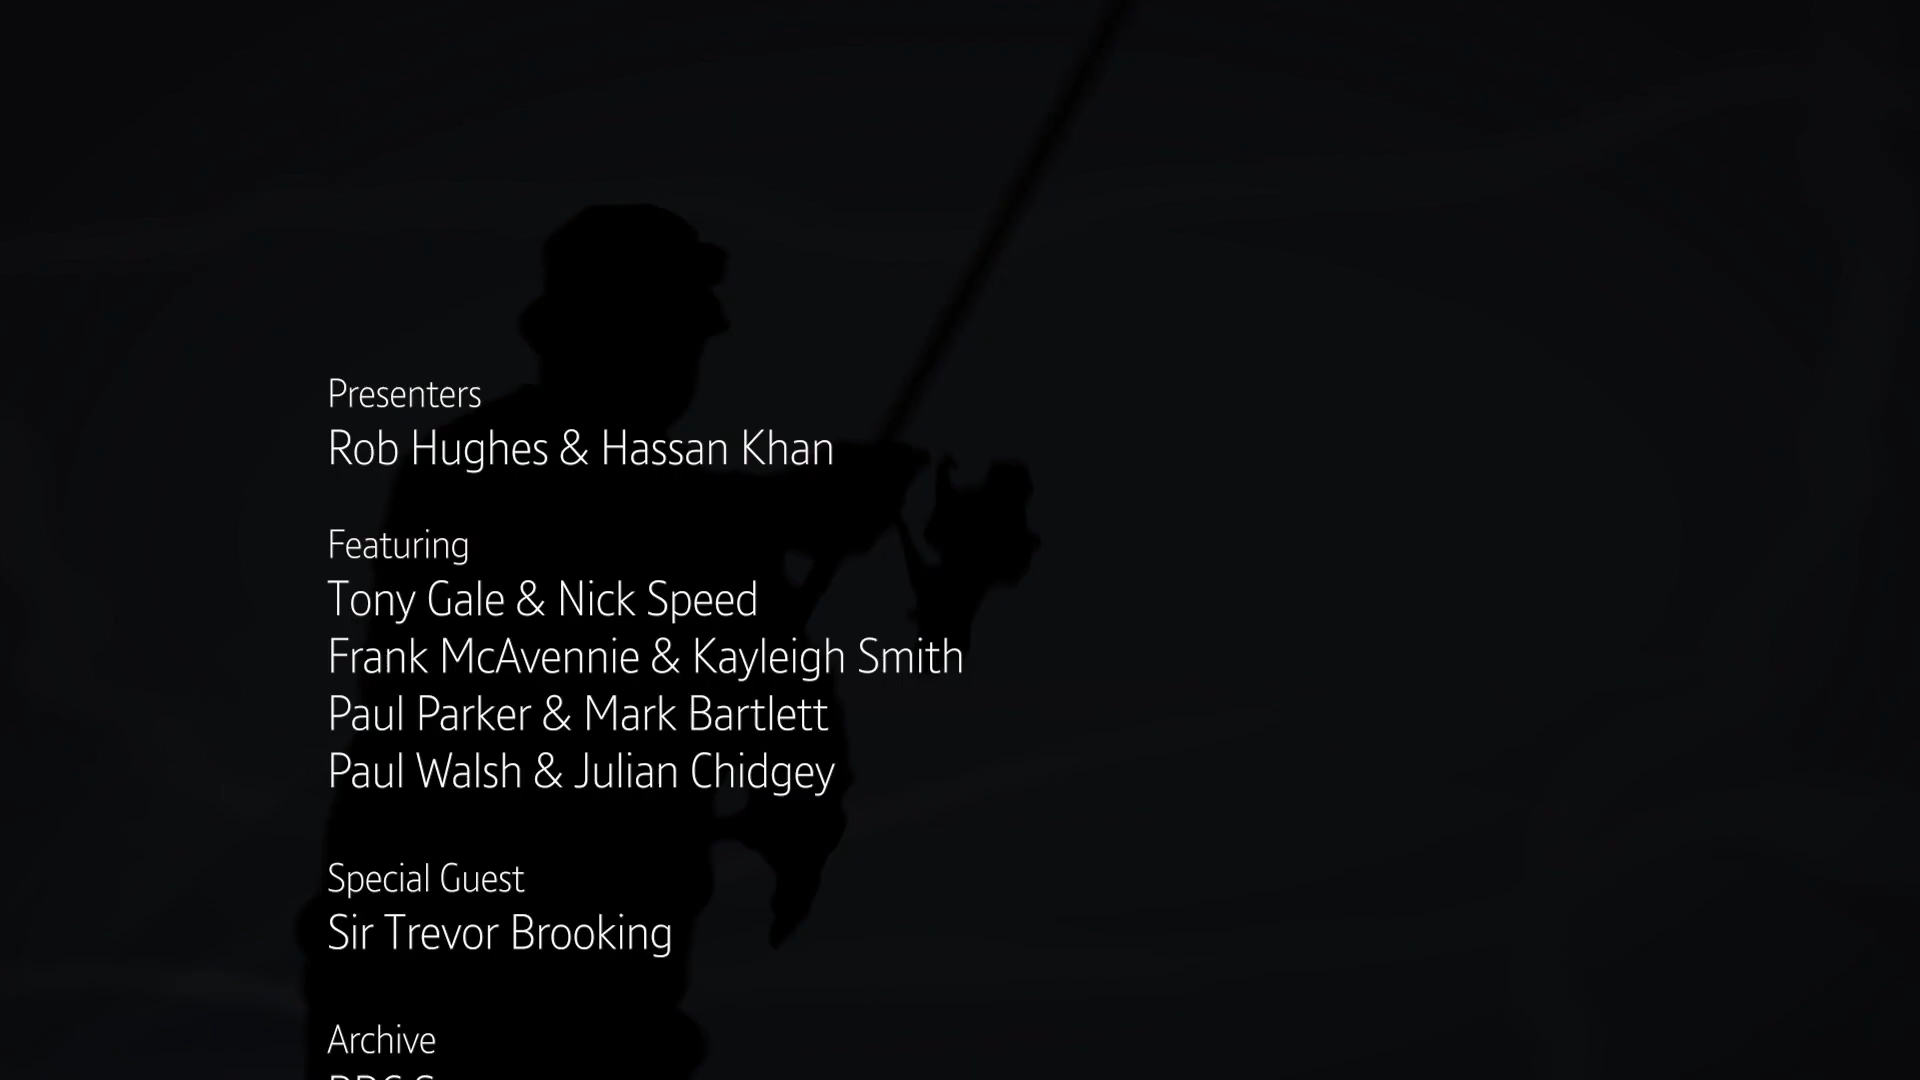 Presenters
Rob Hughes & Hassan Khan
Featuring
Tony Gale & Nick Speed
Frank McAvennie & Kayleigh Smith
Paul Parker & Mark Bartlett
Paul Walsh & Julian Chidgey
Special Guest
Sir Trevor Brooking
Archive